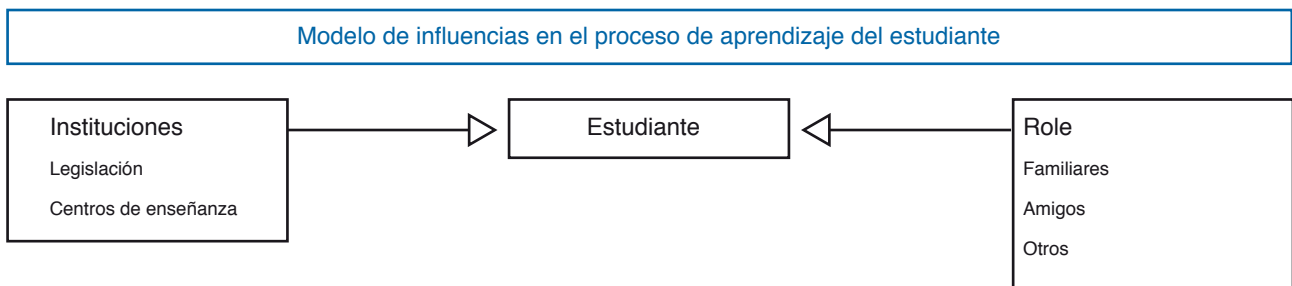 Modelo de influencias en el proceso de aprendizaje del estudiante
Instituciones
Legislación
Centros de enseñanza
Estudiante
Role
Familiares
Amigos
Otros